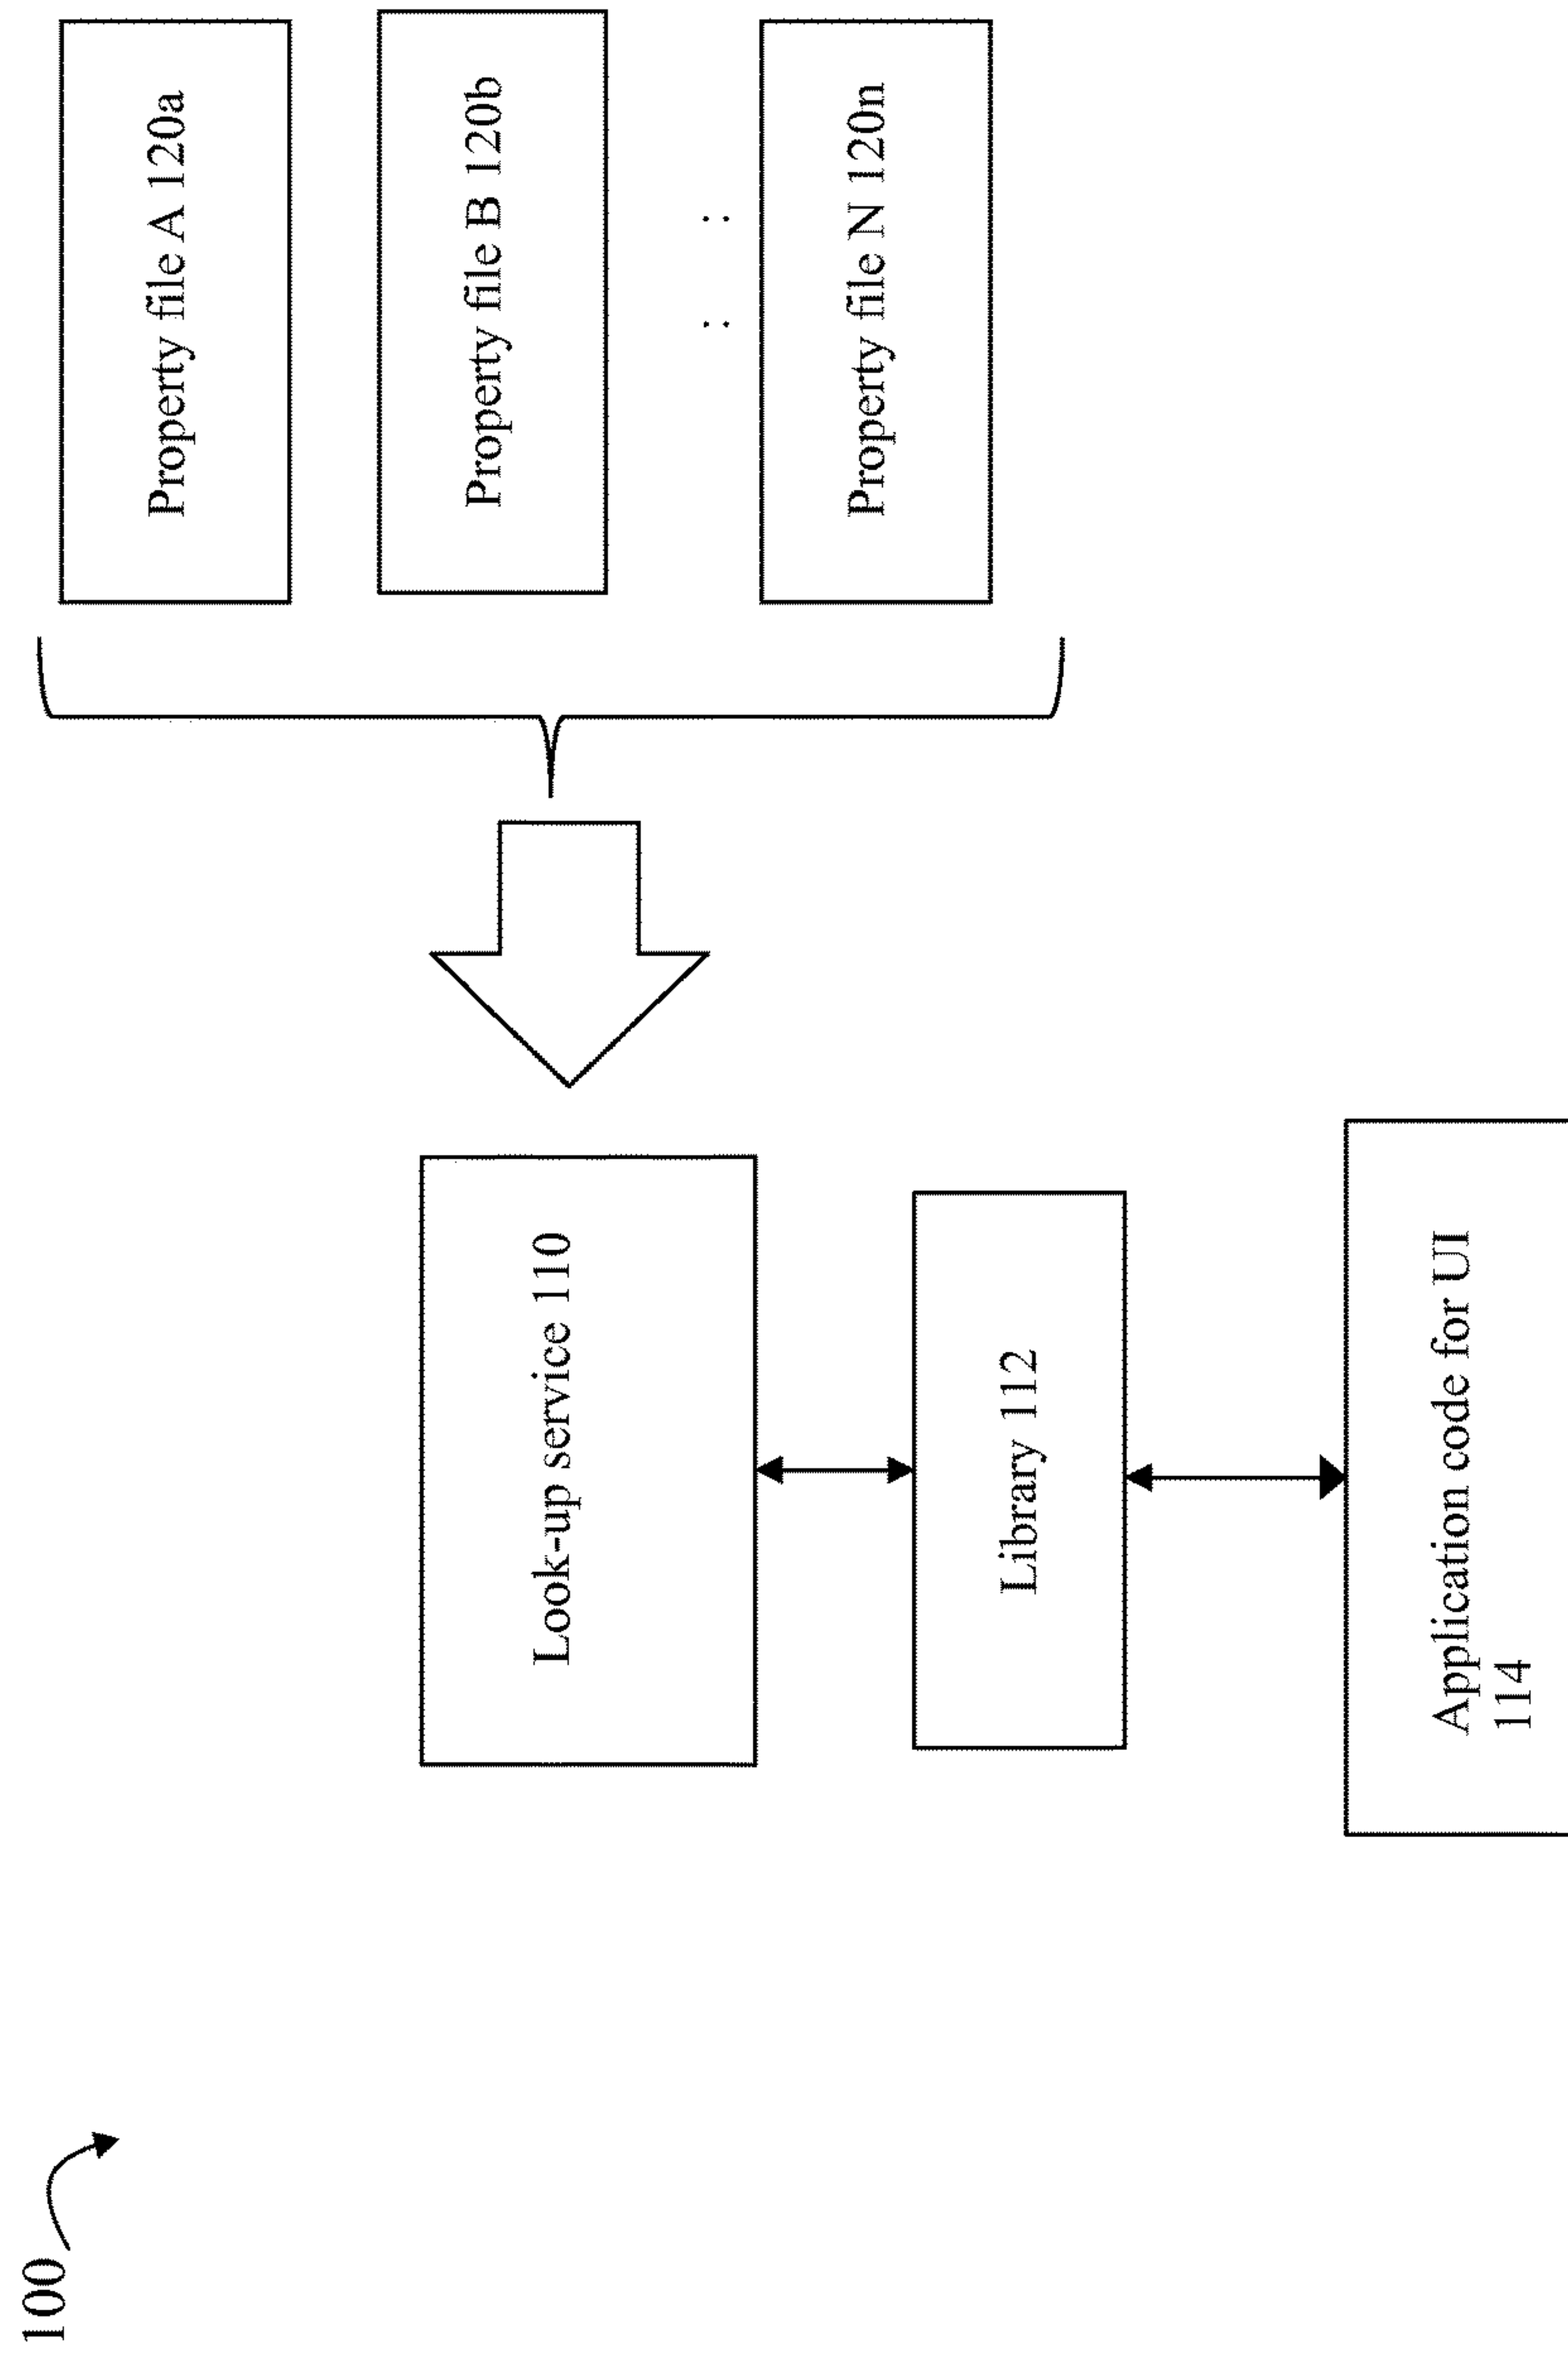 100
Look-up service 110
Library 112
Application code for UI
114
Property file A 120a
Property file B 120b
Property file N 120n